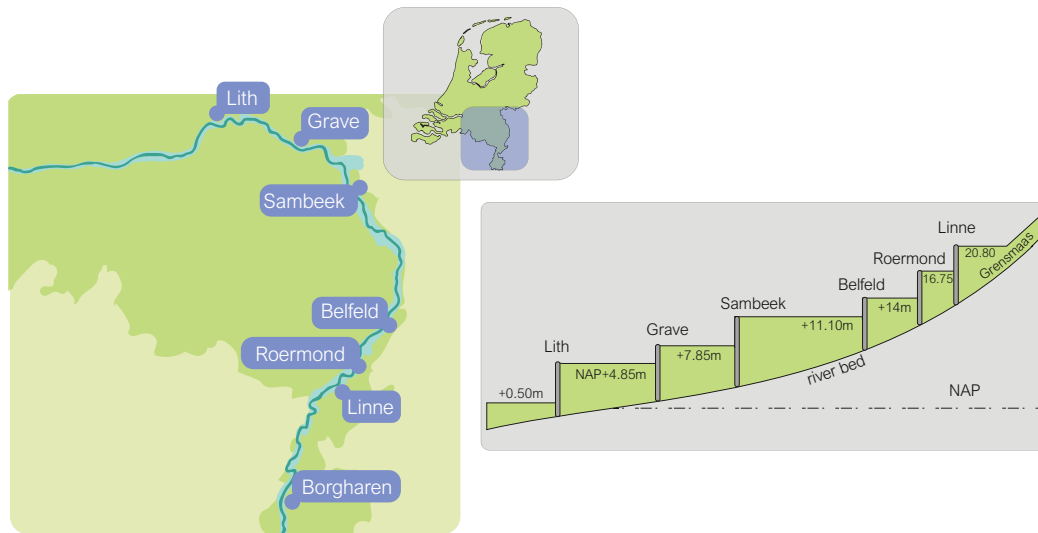 Lith
Grave
Sambeek
Belfeld
Roermond
Linne
Borgharen
Linne
20.80
Grensmaas
Roermond
16.75
Belfeld
+14m
Sambeek
+11.10m
Grave
+7.85m
Lith
NAP+4.85m
+0.50m
river bed
NAP